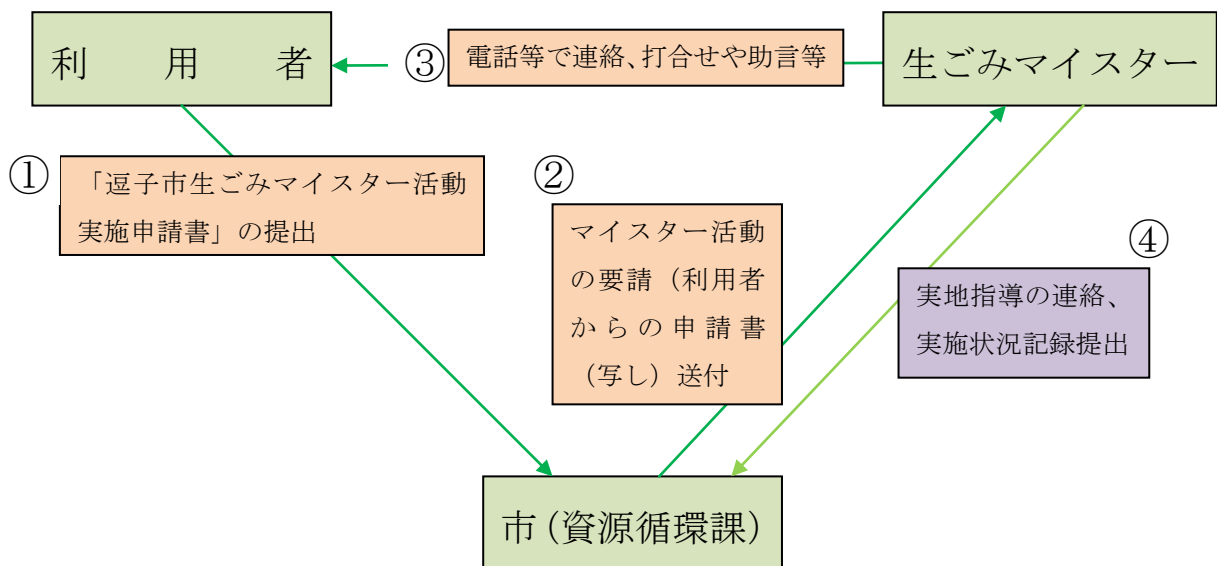 利用者
③
電話等で連絡、打合せや助言等
生ごみマイスター
①
「逗子市生ごみマイスター活動
実施申請書」の提出
②
マイスター活動
の要請（利用者
からの申請書
（写し）送付
④
実地指導の連絡、
実施状況記録提出
市（資源循環課）